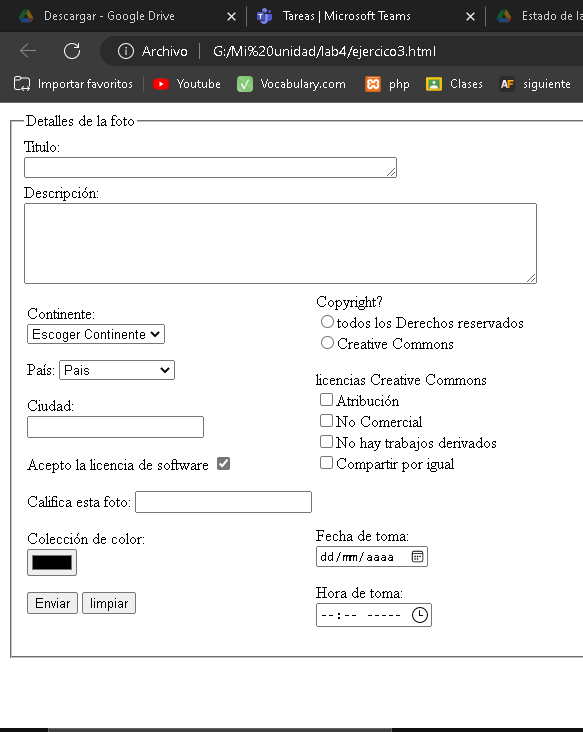 Descargar - Google Drive
Tareas | Microsoft Teams
Estado de la
Archivo
G:/Mi%20unidad/lab4/ejercico3.html
Importar favoritos
Youtube
Vocabulary.com
php
Clases
AF
siguiente
Detalles de la foto
Titulo:
Descripción:
Continente:
Escoger Continente
País: Pais
Ciudad:
Acepto la licencia de software
Califica esta foto:
Colección de color:
Enviar limpiar
Copyright?
todos los Derechos reservados
Creative Commons
licencias Creative Commons
Atribución
No Comercial
No hay trabajos derivados
Compartir por igual
Fecha de toma:
dd/mm/aaaa
Hora de toma:
--:-- -----